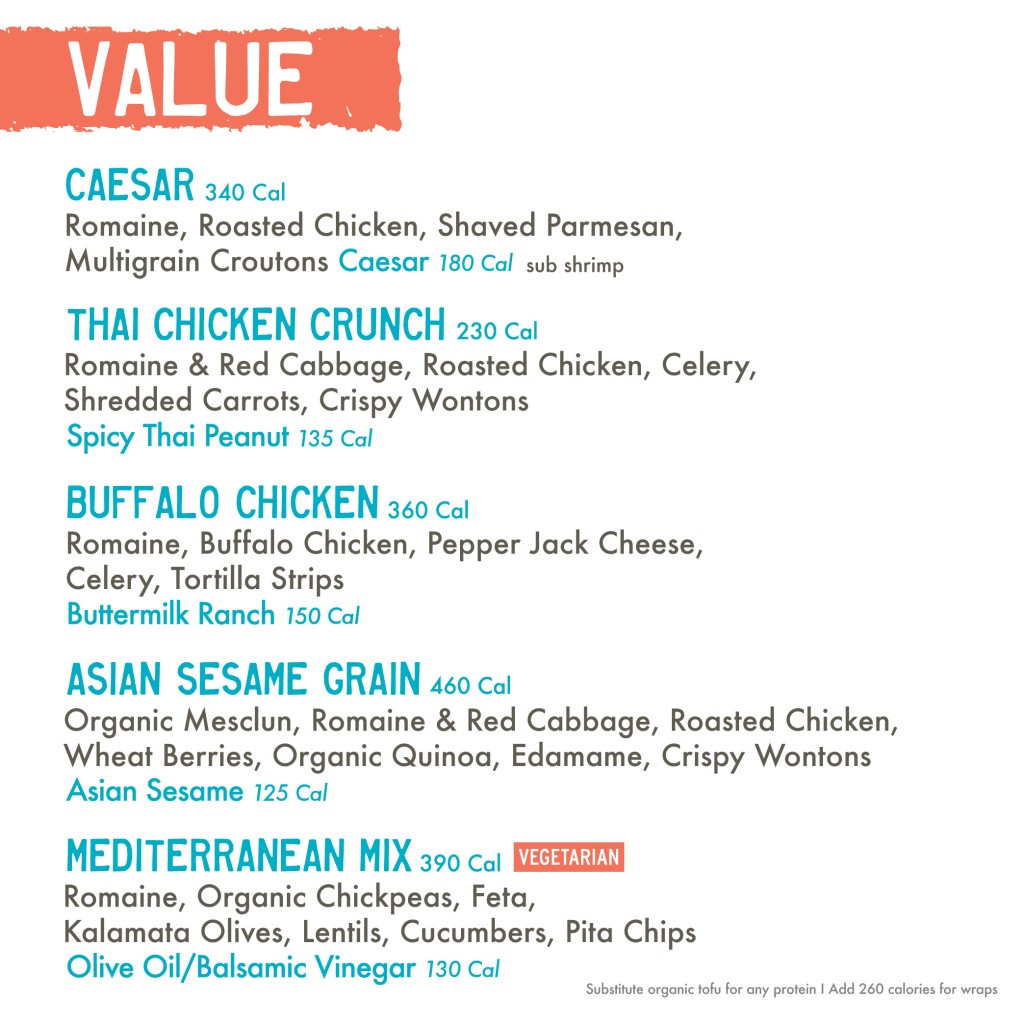 VALUE
CAESAR 340 Cal
Romaine, Roasted Chicken, Shaved Parmesan,
Multigrain Croutons Caesar 180 Cal sub shrimp
THAI CHICKEN CRUNCH 230 Cal
Romaine & Red Cabbage, Roasted Chicken, Celery,
Shredded Carrots, Crispy Wontons
Spicy Thai Peanut 135 Cal
BUFFALO CHICKEN 360 Cal
Romaine, Buffalo Chicken, Pepper Jack Cheese,
Celery, Tortilla Strips
Buttermilk Ranch 150 Cal
ASIAN SESAME GRAIN 460 Cal
Organic Mesclun, Romaine & Red Cabbage, Roasted Chicken,
Wheat Berries, Organic Quinoa, Edamame, Crispy Wontons
Asian Sesame 125 Cal
MEDITERRANEAN MIX 390 Cal VEGETARIAN
Romaine, Organic Chickpeas, Feta,
Kalamata Olives, Lentils, Cucumbers, Pita Chips
Olive Oil/Balsamic Vinegar 130 Cal
Substitute organic tofu for any protein I Add 260 calories for wraps